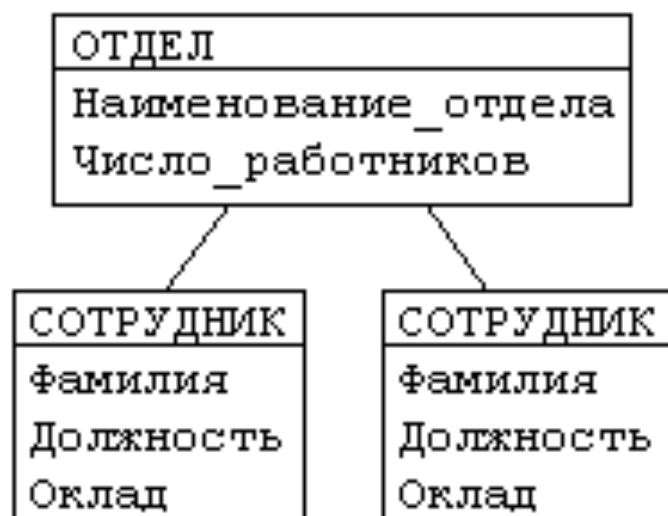 ОТДЕЛ
Наименование_отдела
Число_работников
СОТРУДНИК
Фамилия
Должность
Оклад
СОТРУДНИК
Фамилия
Должность
Оклад